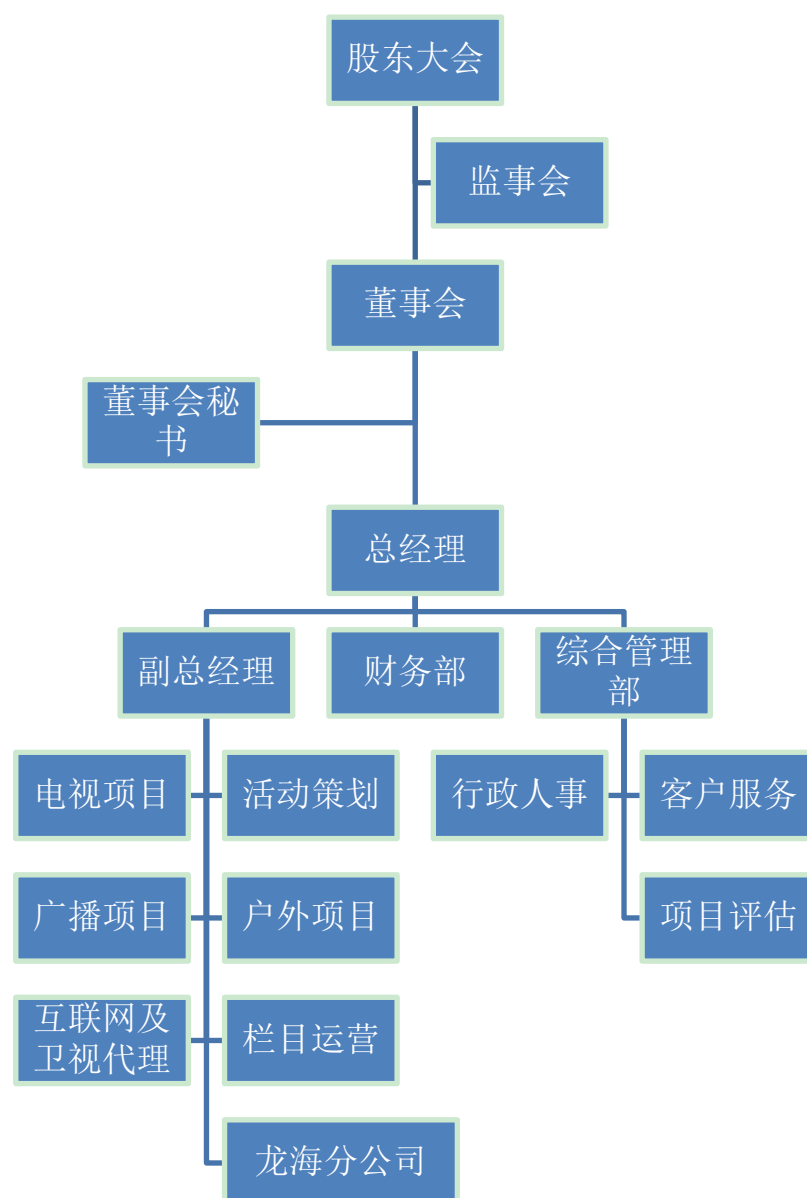 股东大会
监事会
董事会
董事会秘
书
总经理
副总经理
财务部
综合管理
部
电视项目
活动策划
行政人事
客户服务
广播项目
户外项目
项目评估
互联网及
卫视代理
栏目运营
龙海分公司